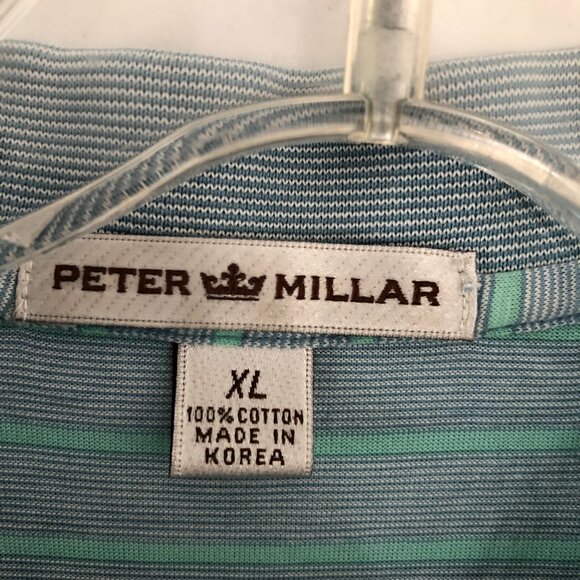 PETER MILLAR
XL
100% COTTON
MADE IN
KOREA